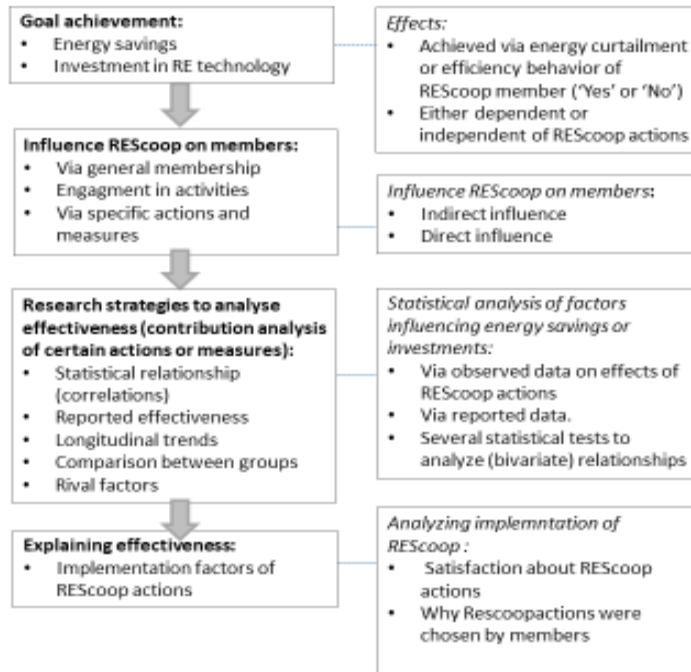 Goal achievement:
• Energy savings
• Investment in RE technology
Effects:
• Achieved via energy curtailment
or efficiency behavior of
REScoop member ('Yes' or 'No')
• Either dependent or
independent of REScoop actions
Influence REScoop on members:
• Via general membership
• Engagment in activities
• Via specific actions and
measures
Influence REScoop on members:
• Indirect influence
• Direct influence
Research strategies to analyse
effectiveness (contribution analysis
of certain actions or measures):
• Statistical relationship
(correlations)
• Reported effectiveness
• Longitudinal trends
• Comparison between groups
• Rival factors
Statistical analysis of factors
influencing energy savings or
investments:
• Via observed data on effects of
REScoop actions
• Via reported data.
• Several statistical tests to
analyze (bivariate) relationships
Explaining effectiveness:
• Implementation factors of
REScoop actions
Analyzing implemntation of
REScoop :
• Satisfaction about REScoop
actions
• Why Rescoopactions were
chosen by members